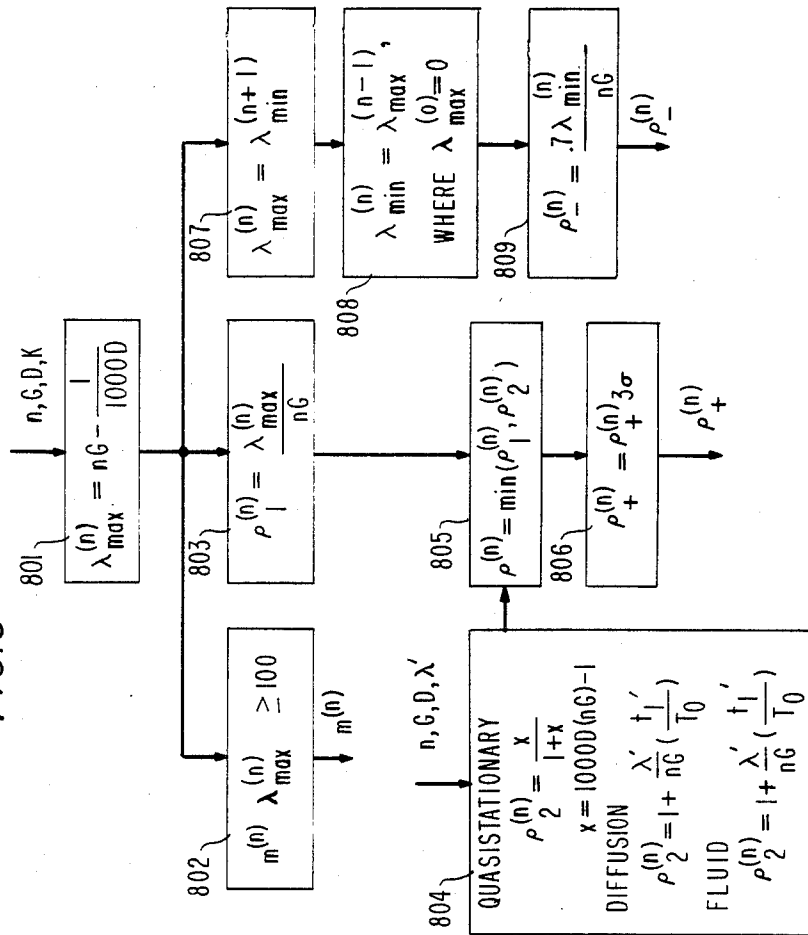 n,G,D,K
801
λ_max^(n) = nG - 1/1000D
802
m^(n) λ_max^(n) ≥ 100
m^(n)
803
ρ_1^(n) = λ_max^(n)/nG
807
λ_max^(n) = λ_min^(n+1)
808
λ_min^(n) = λ_max^(n-1),
WHERE λ_max^(0) = 0
809
ρ_-^(n) = .7λ_min^(n)/nG
ρ_-^(n)
n,G,D,λ'
804
QUASISTATIONARY
ρ_2^(n) = x/1+x
x = 1000D(nG)-1
DIFFUSION
ρ_2^(n) = 1 + λ'/nG (t_1'/T_0)
FLUID
ρ_2^(n) = 1 + λ'/nG (t_1'/T_0)
805
ρ^(n) = min(ρ_1^(n), ρ_2^(n))
806
ρ_+^(n) = ρ_+^(n) 3σ
ρ_+^(n)